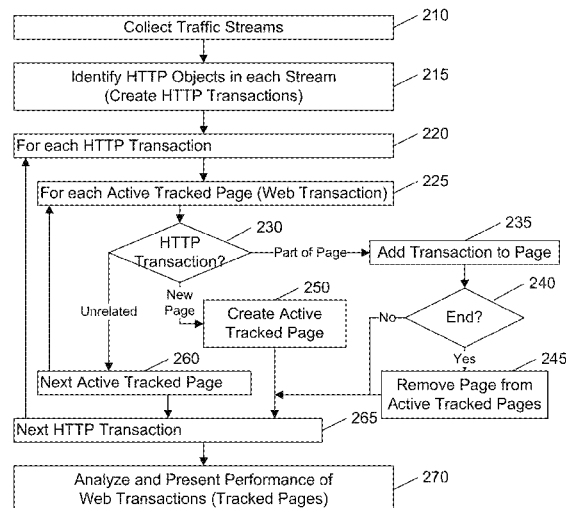 Collect Traffic Streams
210
Identify HTTP Objects in each Stream
(Create HTTP Transactions)
215
For each HTTP Transaction
220
For each Active Tracked Page (Web Transaction)
225
HTTP
Transaction?
230
Part of Page
Add Transaction to Page
235
Unrelated
New
Page
Create Active
Tracked Page
250
No
End?
240
Yes
Next Active Tracked Page
260
Remove Page from
Active Tracked Pages
245
Next HTTP Transaction
265
Analyze and Present Performance of
Web Transactions (Tracked Pages)
270